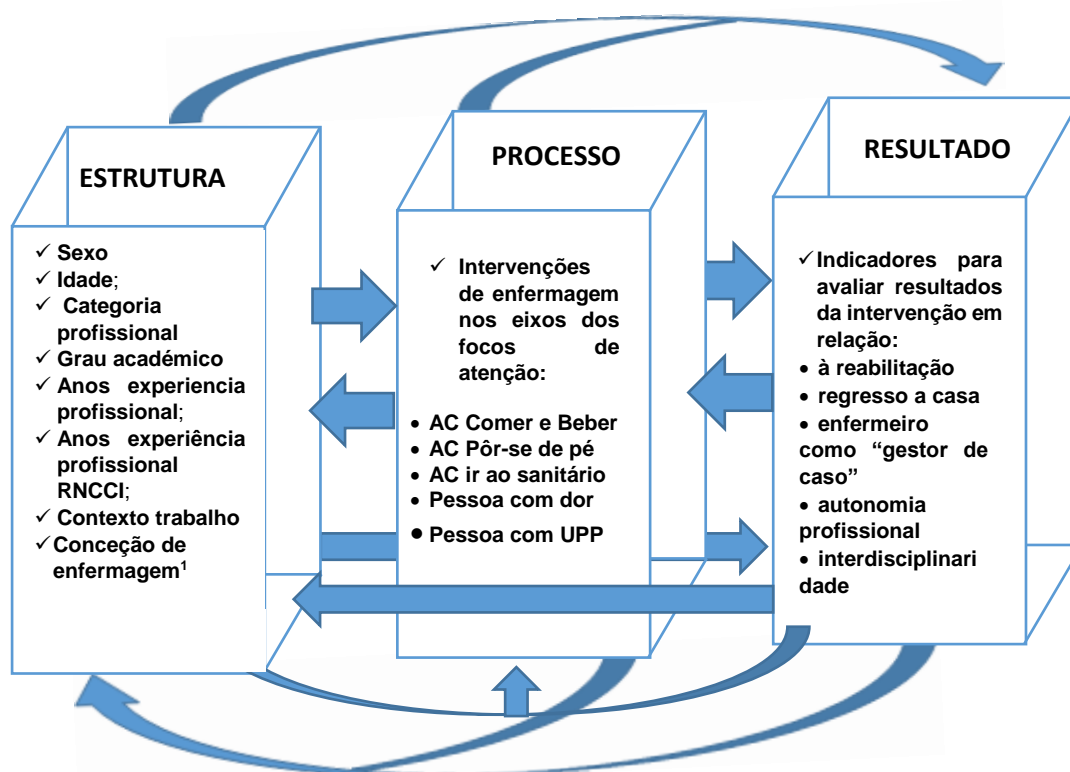 ESTRUTURA
✓ Sexo
✓ Idade;
✓ Categoria
profissional
✓ Grau académico
✓ Anos experiencia
profissional;
✓ Anos experiência
profissional
RNCCI;
✓ Contexto trabalho
✓ Conceção de
enfermagem¹
PROCESSO
✓ Intervenções
de enfermagem
nos eixos dos
focos de
atenção:
• AC Comer e Beber
• AC Pôr-se de pé
• AC ir ao sanitário
• Pessoa com dor
• Pessoa com UPP
RESULTADO
✓ Indicadores para
avaliar resultados
da intervenção em
relação:
• à reabilitação
• regresso a casa
• enfermeiro
como “gestor de
caso”
• autonomia
profissional
• interdisciplinari
dade